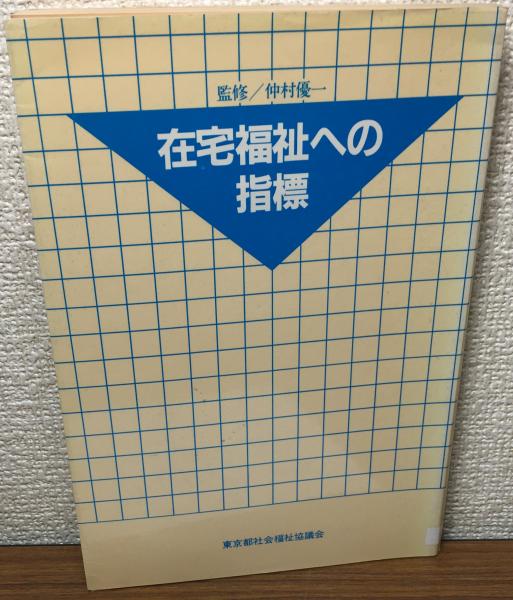 監修／仲村優一
在宅福祉への
指標
東京都社会福祉協議会